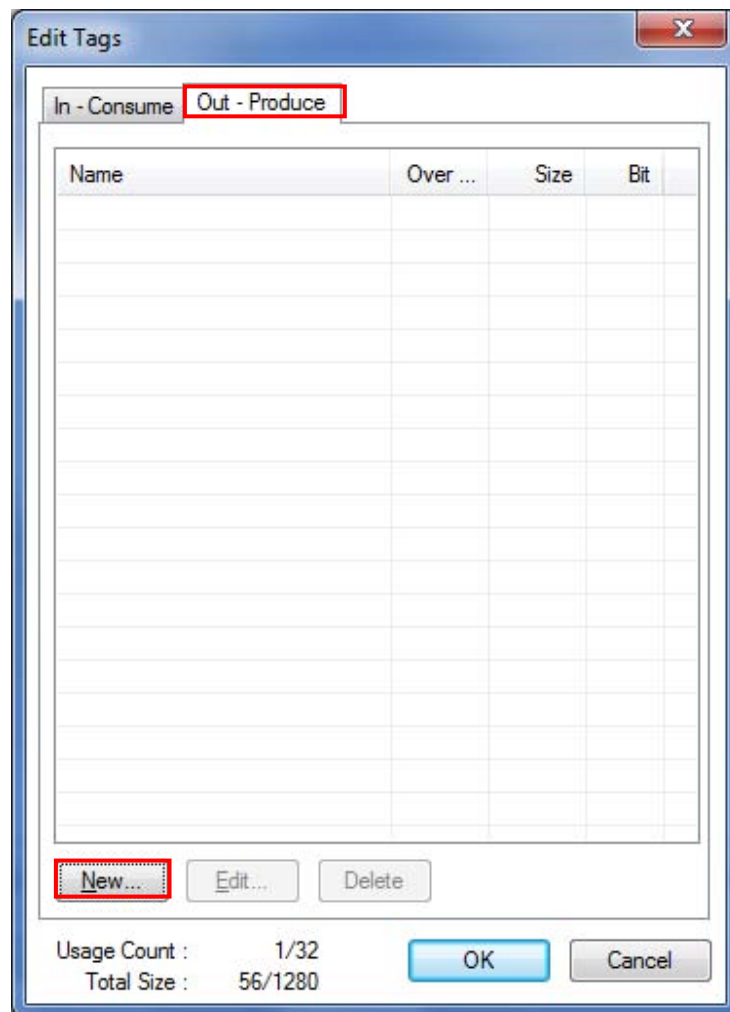 Edit Tags
In - Consume Out - Produce
Name Over ... Size Bit
New... Edit... Delete
Usage Count : 1/32
Total Size : 56/1280
OK Cancel